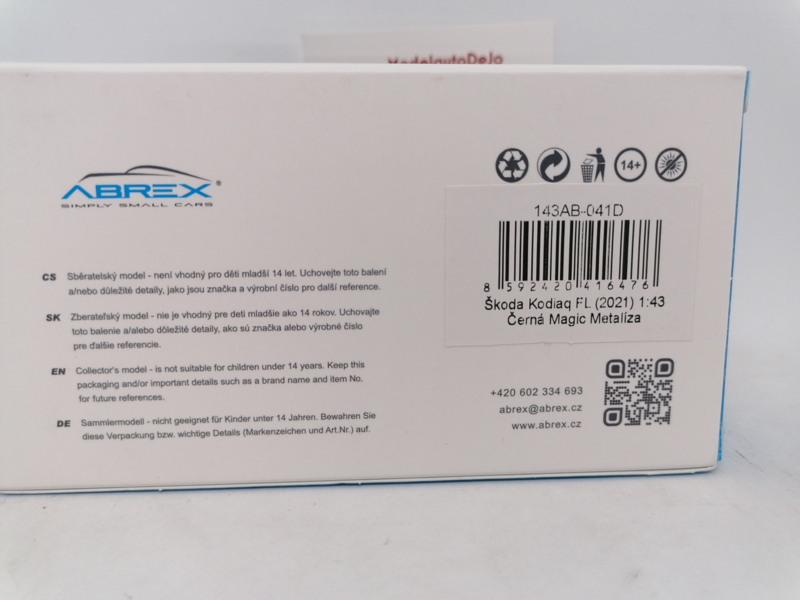 ModelautoDeJo
ABREX®
SIMPLY SMALL CARS
14+
143AB-041D
8 592420 416476
Škoda Kodiaq FL (2021) 1:43
Černá Magic Metalíza
CS Sběratelský model - není vhodný pro děti mladší 14 let. Uchovejte toto balení
a/nebo důležité detaily, jako jsou značka a výrobní číslo pro další reference.
SK Zberateľský model - nie je vhodný pre deti mladšie ako 14 rokov. Uchovajte
toto balenie a/alebo dôležité detaily, ako sú značka alebo výrobné číslo
pre ďalšie referencie.
EN Collector's model - is not suitable for children under 14 years. Keep this
packaging and/or important details such as a brand name and item No.
for future references.
DE Sammlermodell - nicht geeignet für Kinder unter 14 Jahren. Bewahren Sie
diese Verpackung bzw. wichtige Details (Markenzeichen und Art.Nr.) auf.
+420 602 334 693
abrex@abrex.cz
www.abrex.cz